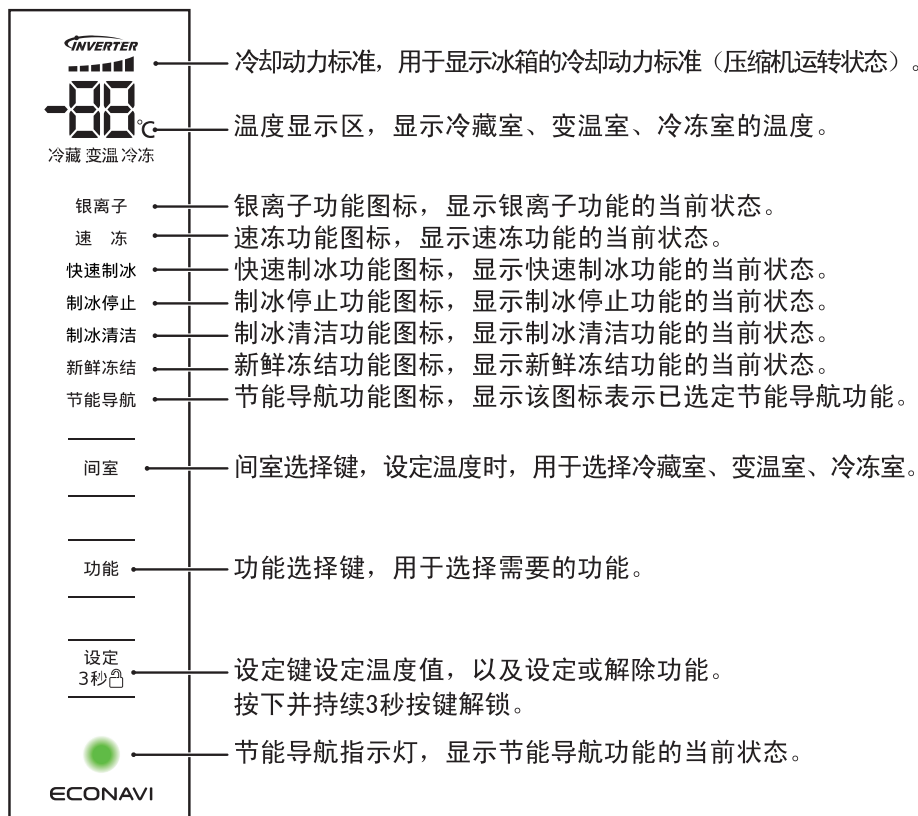 INVERTER
冷却动力标准，用于显示冰箱的冷却动力标准（压缩机运转状态）。
-88℃
温度显示区，显示冷藏室、变温室、冷冻室的温度。
冷藏 变温 冷冻
银离子
银离子功能图标，显示银离子功能的当前状态。
速 冻
速冻功能图标，显示速冻功能的当前状态。
快速制冰
快速制冰功能图标，显示快速制冰功能的当前状态。
制冰停止
制冰停止功能图标，显示制冰停止功能的当前状态。
制冰清洁
制冰清洁功能图标，显示制冰清洁功能的当前状态。
新鲜冻结
新鲜冻结功能图标，显示新鲜冻结功能的当前状态。
节能导航
节能导航功能图标，显示该图标表示已选定节能导航功能。
间室
间室选择键，设定温度时，用于选择冷藏室、变温室、冷冻室。
功能
功能选择键，用于选择需要的功能。
设定
3秒
设定键设定温度值，以及设定或解除功能。
按下并持续3秒按键解锁。
节能导航指示灯，显示节能导航功能的当前状态。
ECONAVI